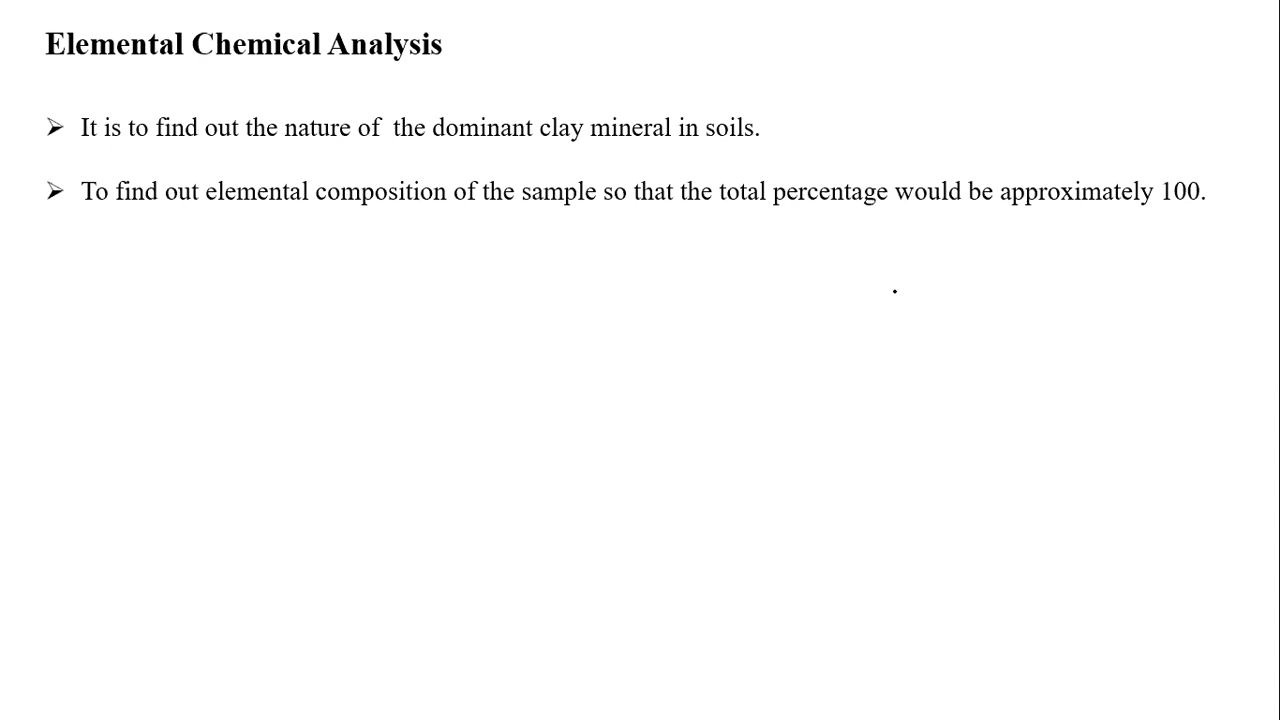 Elemental Chemical Analysis
➢ It is to find out the nature of  the dominant clay mineral in soils.
➢ To find out elemental composition of the sample so that the total percentage would be approximately 100.